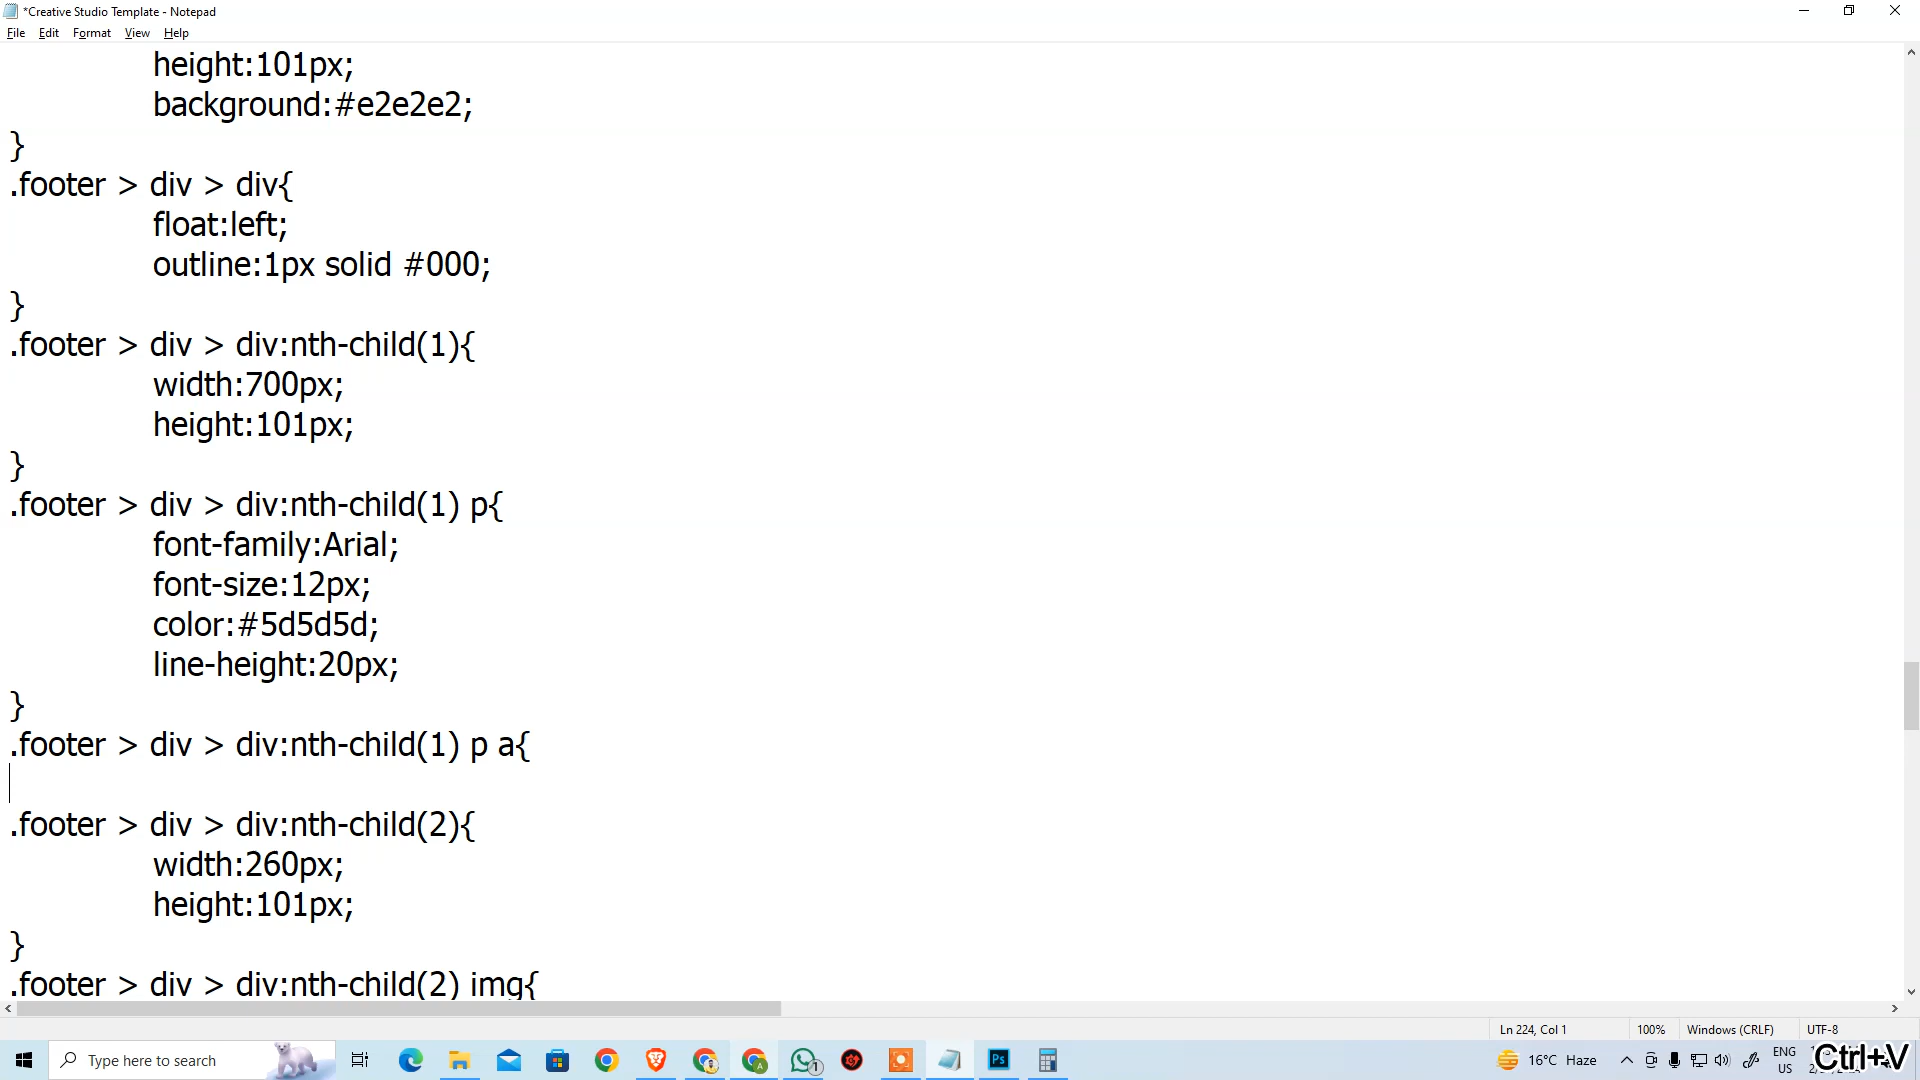 *Creative Studio Template - Notepad
File Edit Format View Help
height:101px;
background:#e2e2e2;
}
.footer > div > div{
float:left;
outline:1px solid #000;
}
.footer > div > div:nth-child(1){
width:700px;
height:101px;
}
.footer > div > div:nth-child(1) p{
font-family:Arial;
font-size:12px;
color:#5d5d5d;
line-height:20px;
}
.footer > div > div:nth-child(1) p a{
.footer > div > div:nth-child(2){
width:260px;
height:101px;
}
.footer > div > div:nth-child(2) img{
Ln 224, Col 1 100% Windows (CRLF) UTF-8
Type here to search
16°C Haze
ENG
US
Ctrl+V